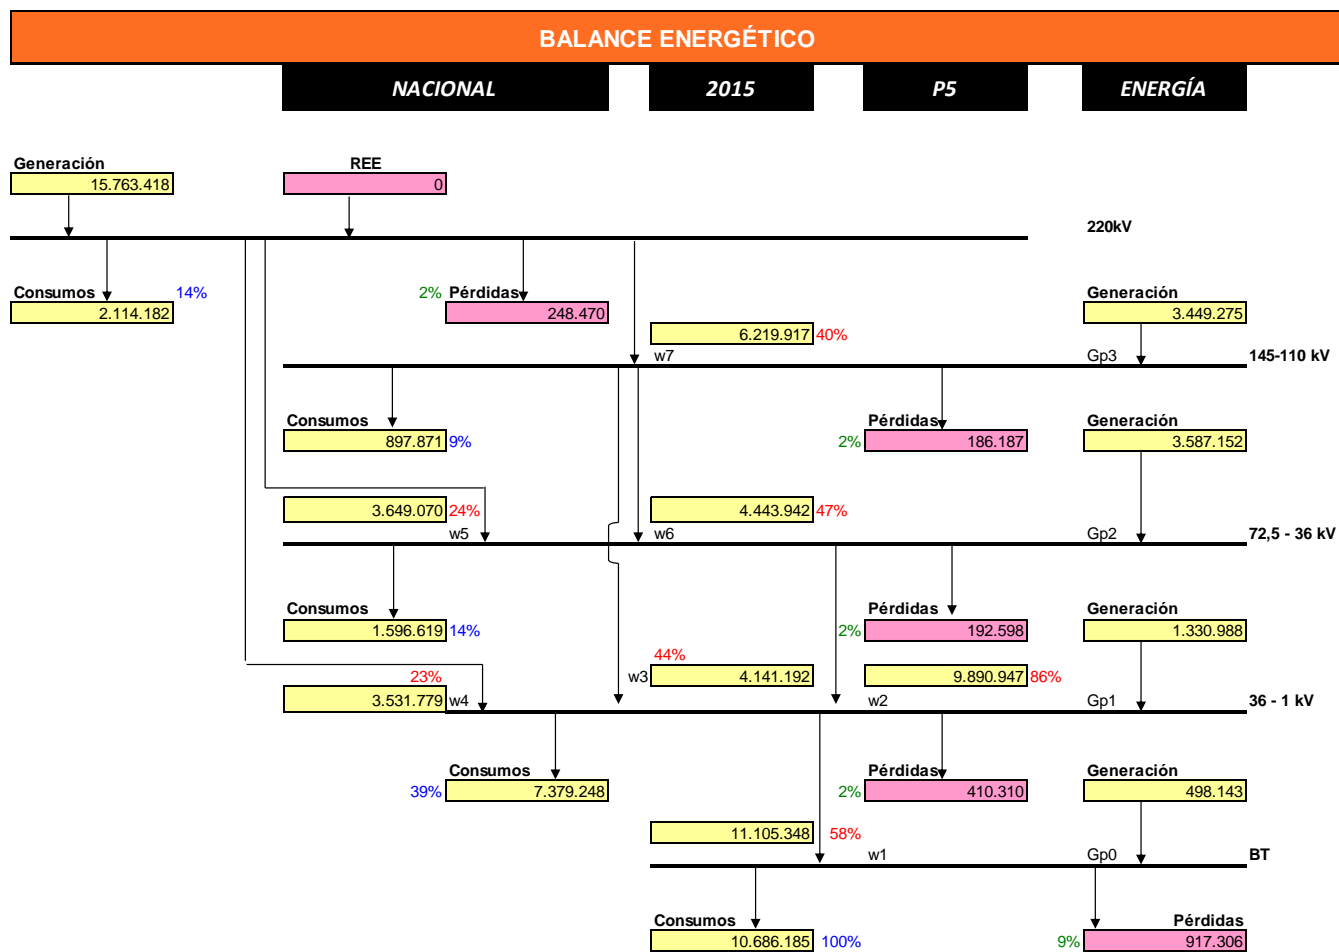 BALANCE ENERGÉTICO
NACIONAL 2015 P5 ENERGÍA
Generación REE
15.763.418 0
220kV
Consumos 14% 2% Pérdidas Generación
2.114.182 248.470 3.449.275
6.219.917 40%
w7 Gp3 145-110 kV
Consumos Pérdidas Generación
897.871 9% 2% 186.187 3.587.152
3.649.070 24% 4.443.942 47%
w5 w6 Gp2 72,5 - 36 kV
Consumos Pérdidas Generación
1.596.619 14% 2% 192.598 1.330.988
44%
23% w3 4.141.192 9.890.947 86%
3.531.779 w4 w2 Gp1 36 - 1 kV
Consumos Pérdidas Generación
39% 7.379.248 2% 410.310 498.143
11.105.348 58%
w1 Gp0 BT
Consumos Pérdidas
10.686.185 100% 9% 917.306